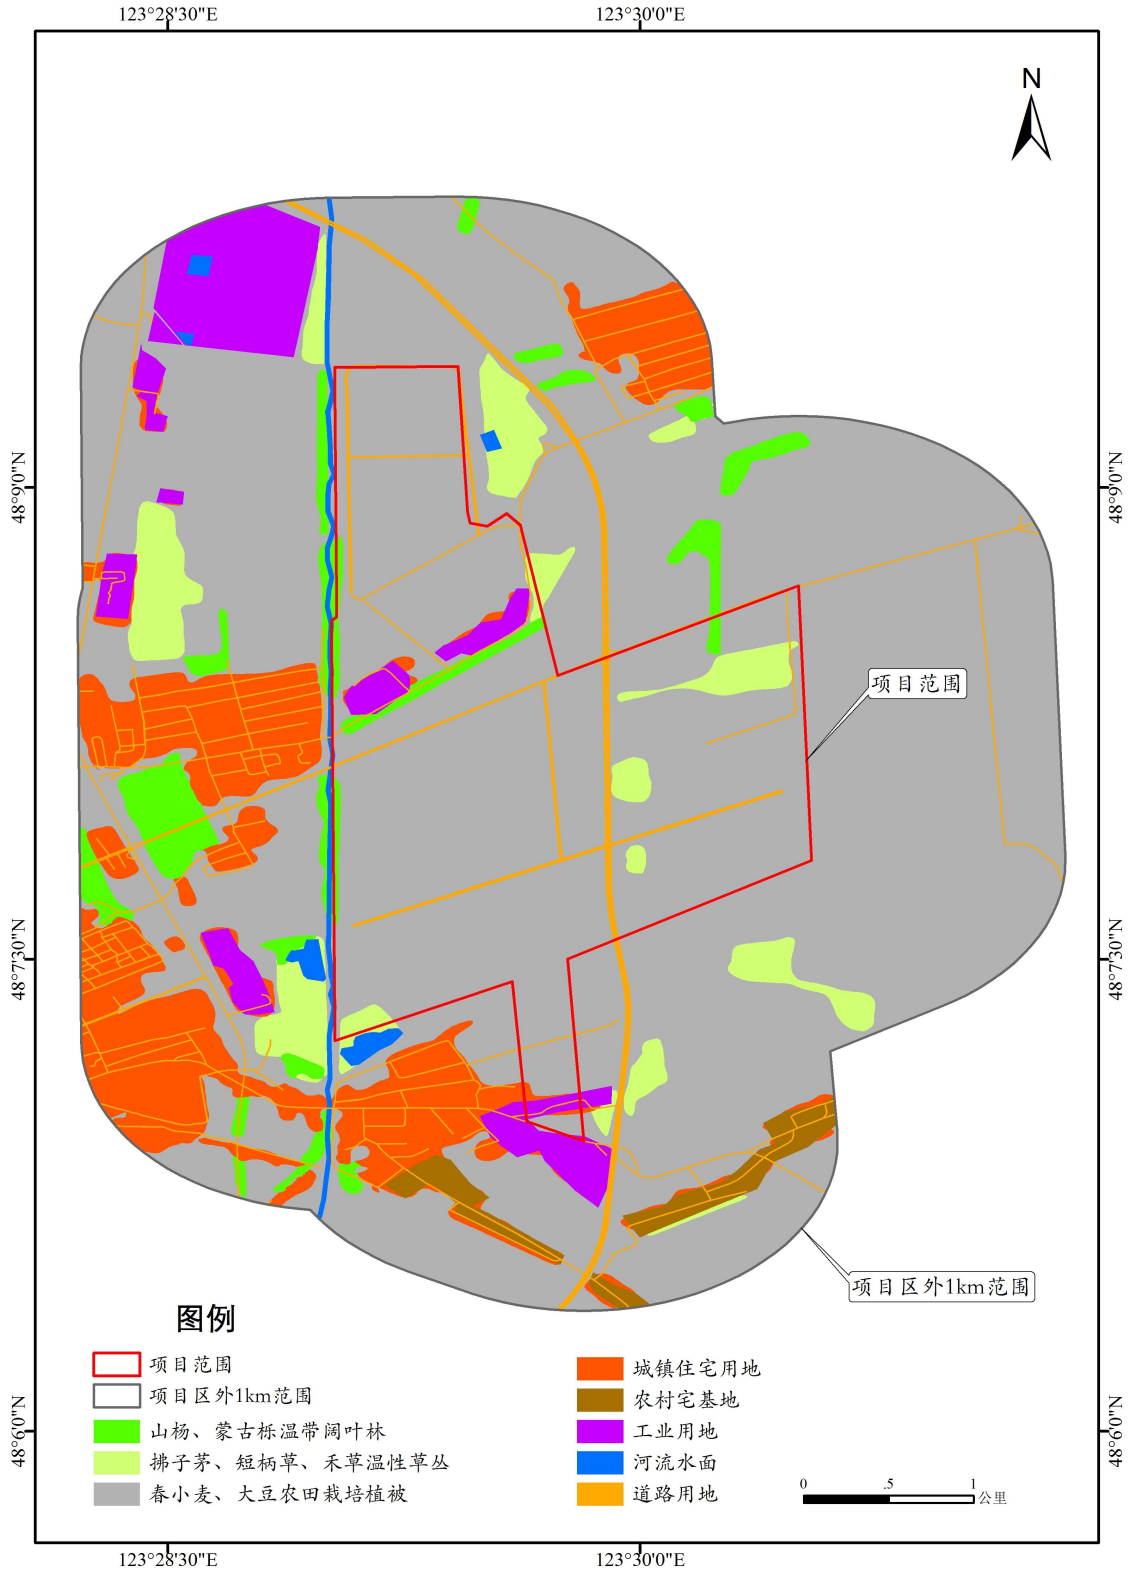 123°28'30"E
123°30'0"E
N
48°9'0"N
48°9'0"N
项目范围
48°7'30"N
48°7'30"N
项目区外1km范围
图例
项目范围
项目区外1km范围
山杨、蒙古栎温带阔叶林
拂子茅、短柄草、禾草温性草丛
春小麦、大豆农田栽培植被
城镇住宅用地
农村宅基地
工业用地
河流水面
道路用地
48°6'0"N
48°6'0"N
0 .5 1
公里
123°28'30"E
123°30'0"E